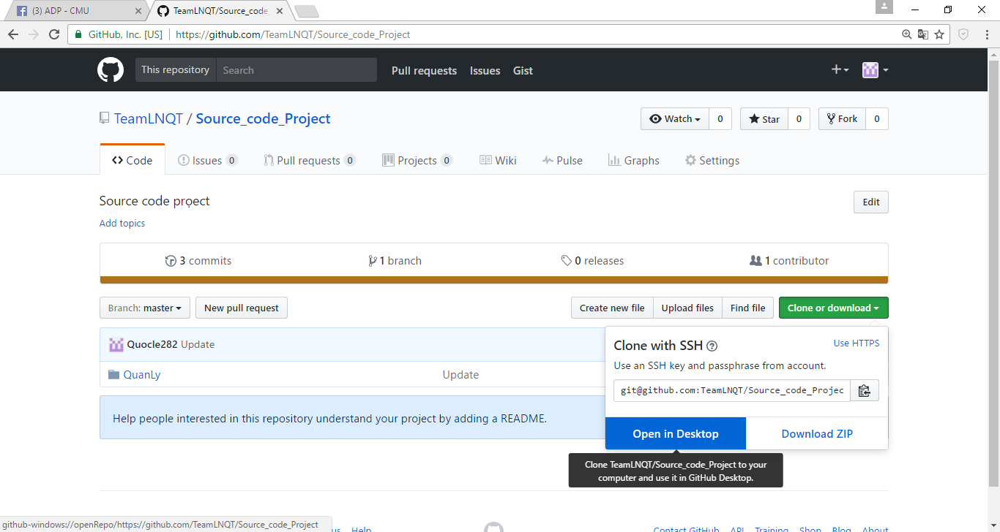 (3) ADP - CMU
TeamLNQT/Source_code_
GitHub, Inc. [US] https://github.com/TeamLNQT/Source_code_Project
This repository Search Pull requests Issues Gist
TeamLNQT / Source_code_Project
Watch 0 Star 0 Fork 0
Code Issues 0 Pull requests 0 Projects 0 Wiki Pulse Graphs Settings
Source code prọect
Edit
Add topics
3 commits 1 branch 0 releases 1 contributor
Branch: master New pull request Create new file Upload files Find file Clone or download
Quocle282 Update
QuanLy Update
Help people interested in this repository understand your project by adding a README.
Clone with SSH Use HTTPS
Use an SSH key and passphrase from account.
git@github.com:TeamLNQT/Source_code_Projec
Open in Desktop Download ZIP
Clone TeamLNQT/Source_code_Project to your
computer and use it in GitHub Desktop.
github-windows://openRepo/https://github.com/TeamLNQT/Source_code_Project
us Help Contact GitHub API Training Shop Blog About